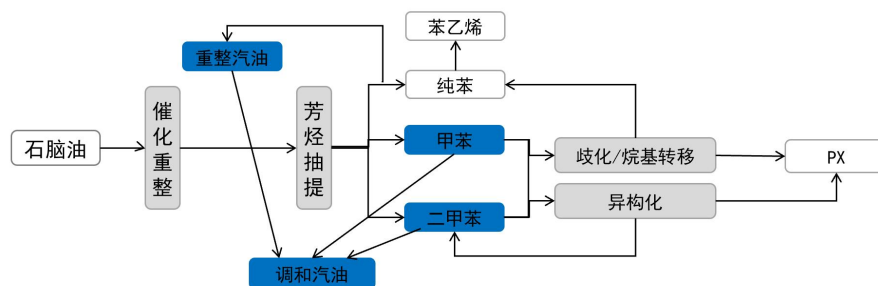 苯乙烯
重整汽油
纯苯
催化重整
芳烃抽提
石脑油
甲苯
歧化/烷基转移
PX
异构化
二甲苯
调和汽油